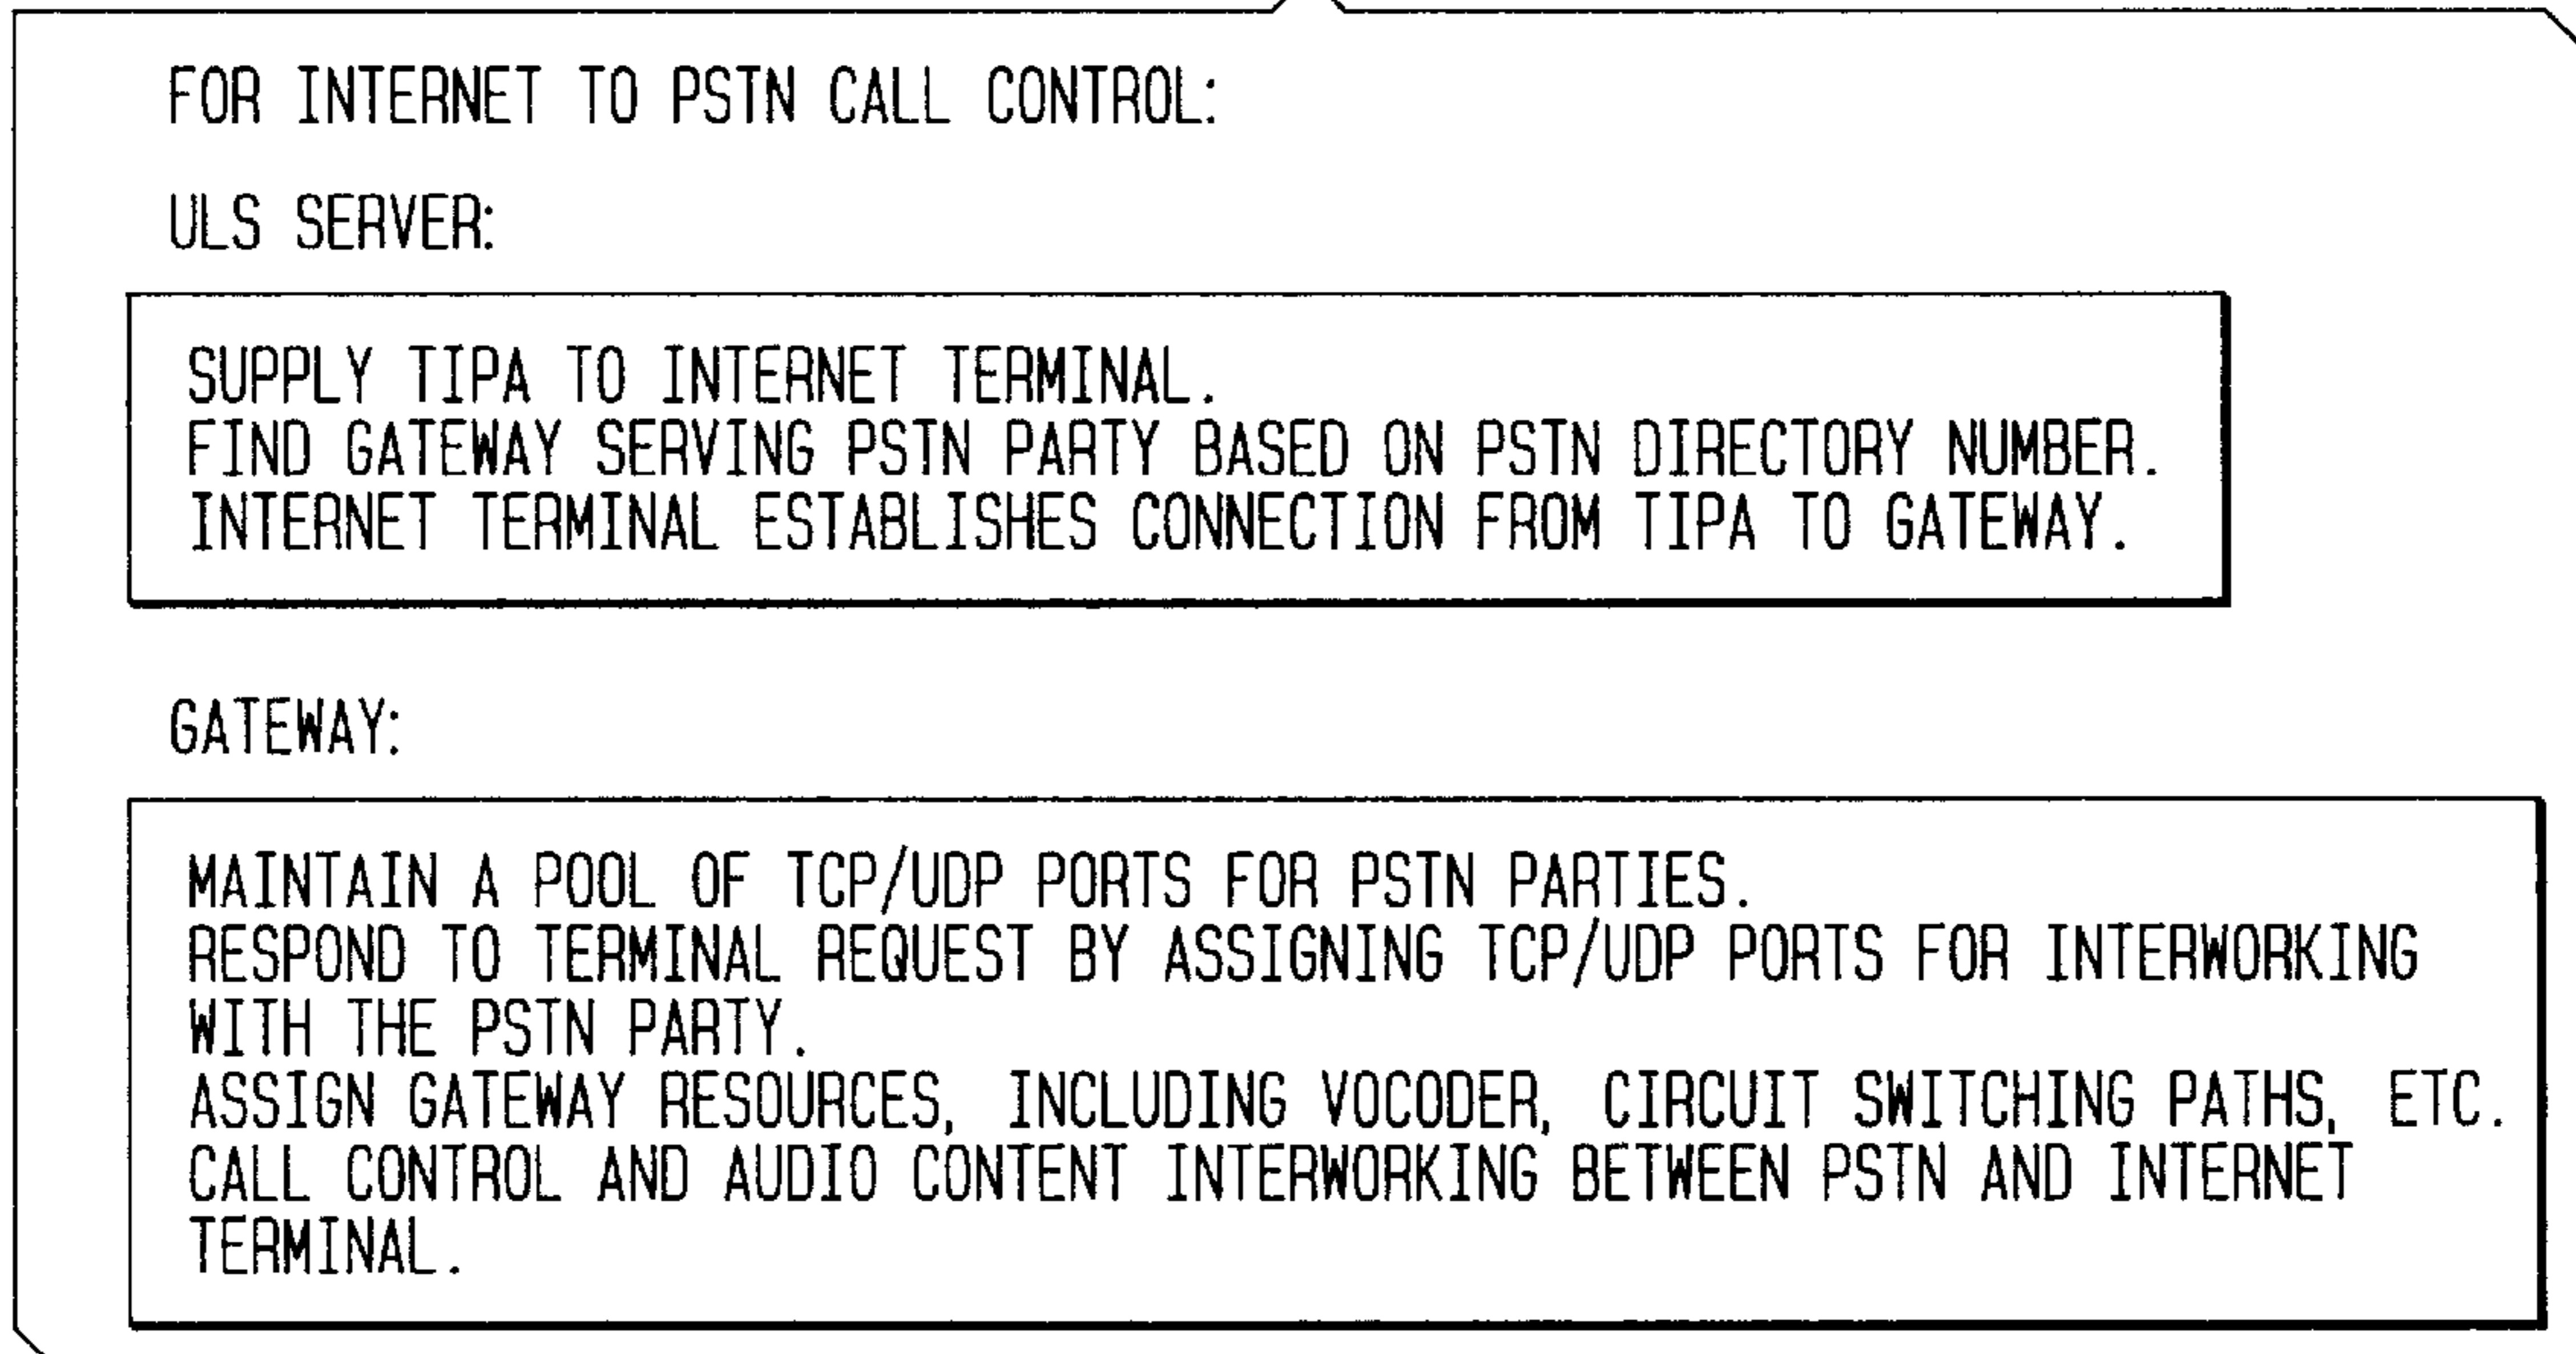 FOR INTERNET TO PSTN CALL CONTROL:
ULS SERVER:
SUPPLY TIPA TO INTERNET TERMINAL.
FIND GATEWAY SERVING PSTN PARTY BASED ON PSTN DIRECTORY NUMBER.
INTERNET TERMINAL ESTABLISHES CONNECTION FROM TIPA TO GATEWAY.
GATEWAY:
MAINTAIN A POOL OF TCP/UDP PORTS FOR PSTN PARTIES.
RESPOND TO TERMINAL REQUEST BY ASSIGNING TCP/UDP PORTS FOR INTERWORKING
WITH THE PSTN PARTY.
ASSIGN GATEWAY RESOURCES, INCLUDING VOCODER, CIRCUIT SWITCHING PATHS, ETC.
CALL CONTROL AND AUDIO CONTENT INTERWORKING BETWEEN PSTN AND INTERNET
TERMINAL.